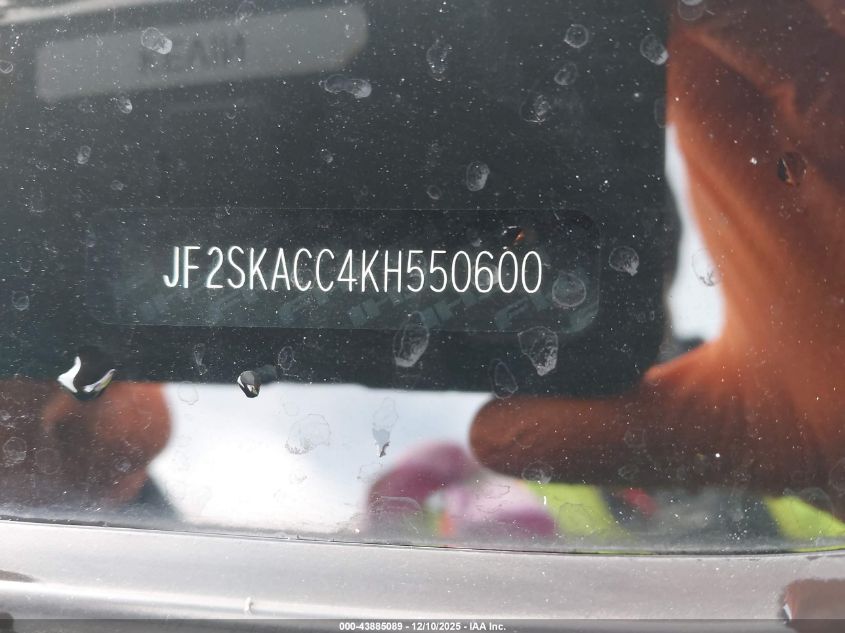 JF2SKACC4KH550600
000-43885089 - 12/10/2025 - IAA Inc.